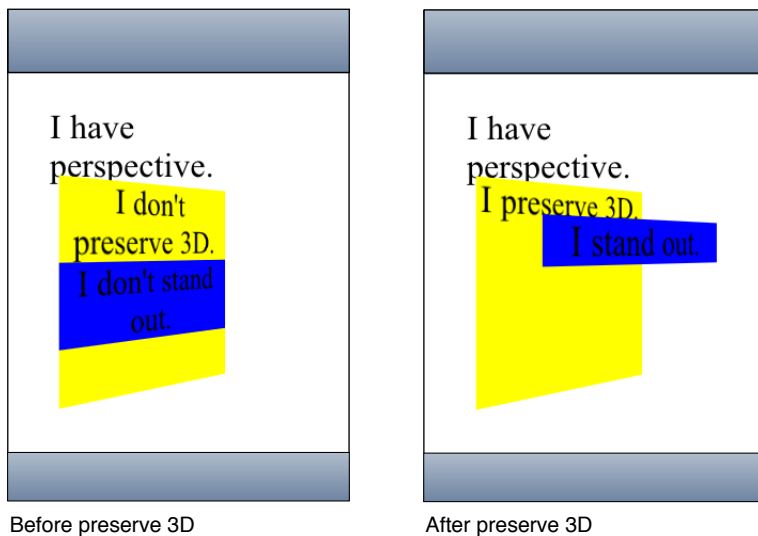 I have
perspective.
I don't
preserve 3D.
I don't stand
out.
Before preserve 3D
I have
perspective.
I preserve 3D.
I stand out.
After preserve 3D